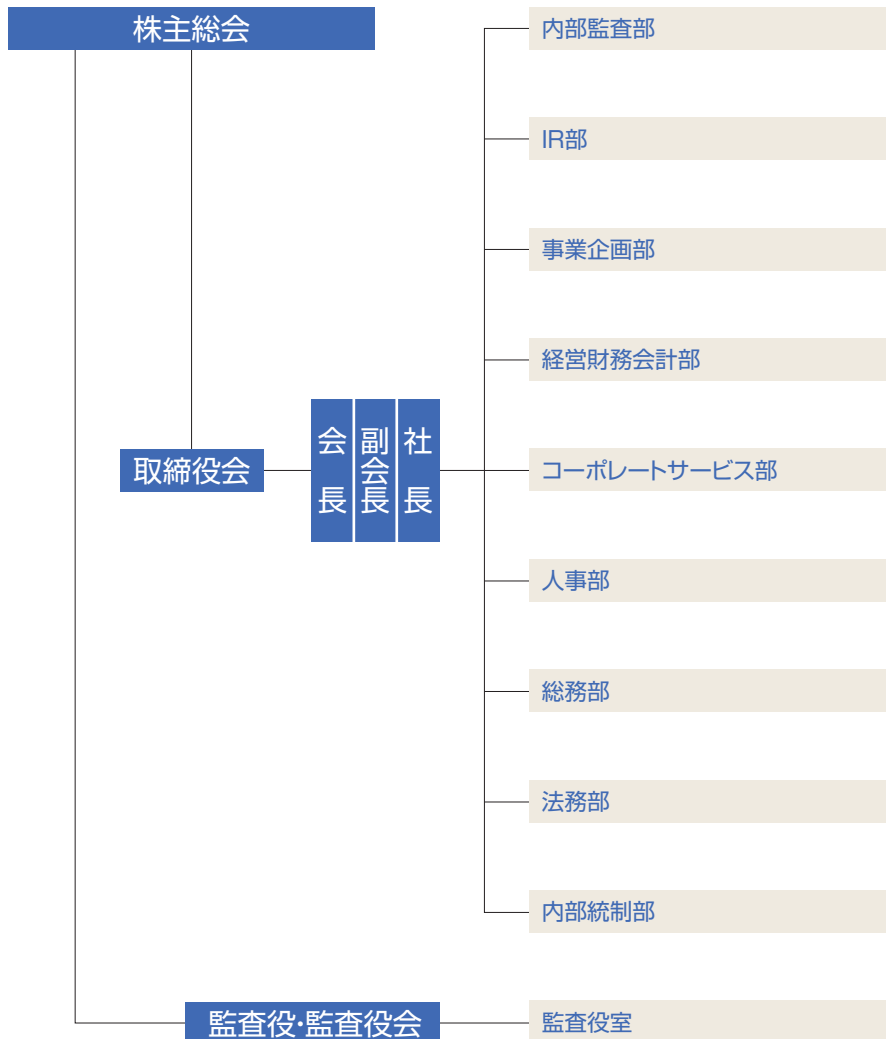 株主総会
取締役会
会長
副会長
社長
内部監査部
IR部
事業企画部
経営財務会計部
コーポレートサービス部
人事部
総務部
法務部
内部統制部
監査役・監査役会
監査役室